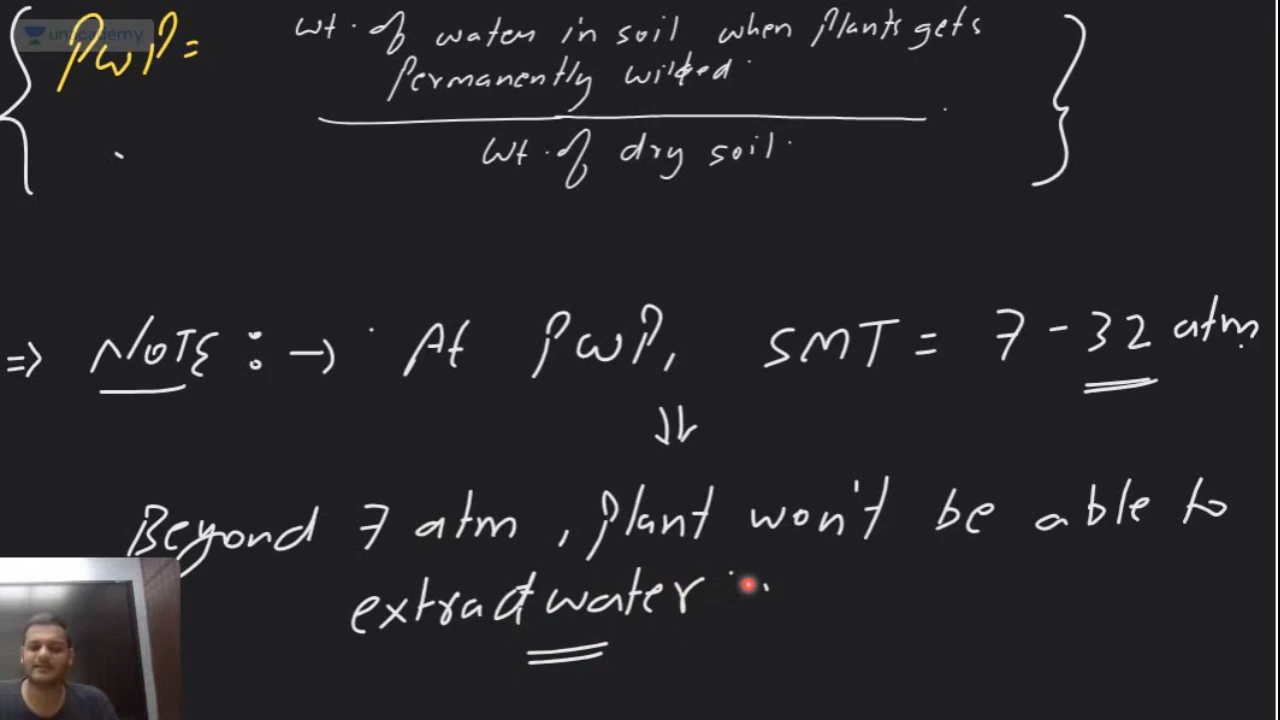 unacademy
PWP =
wt. of water in soil when plants gets
permanently wilted.
wt. of dry soil.
=> NOTE : → At PWP, SMT = 7 - 32 atm.
Beyond 7 atm, plant won't be able to
extract water.